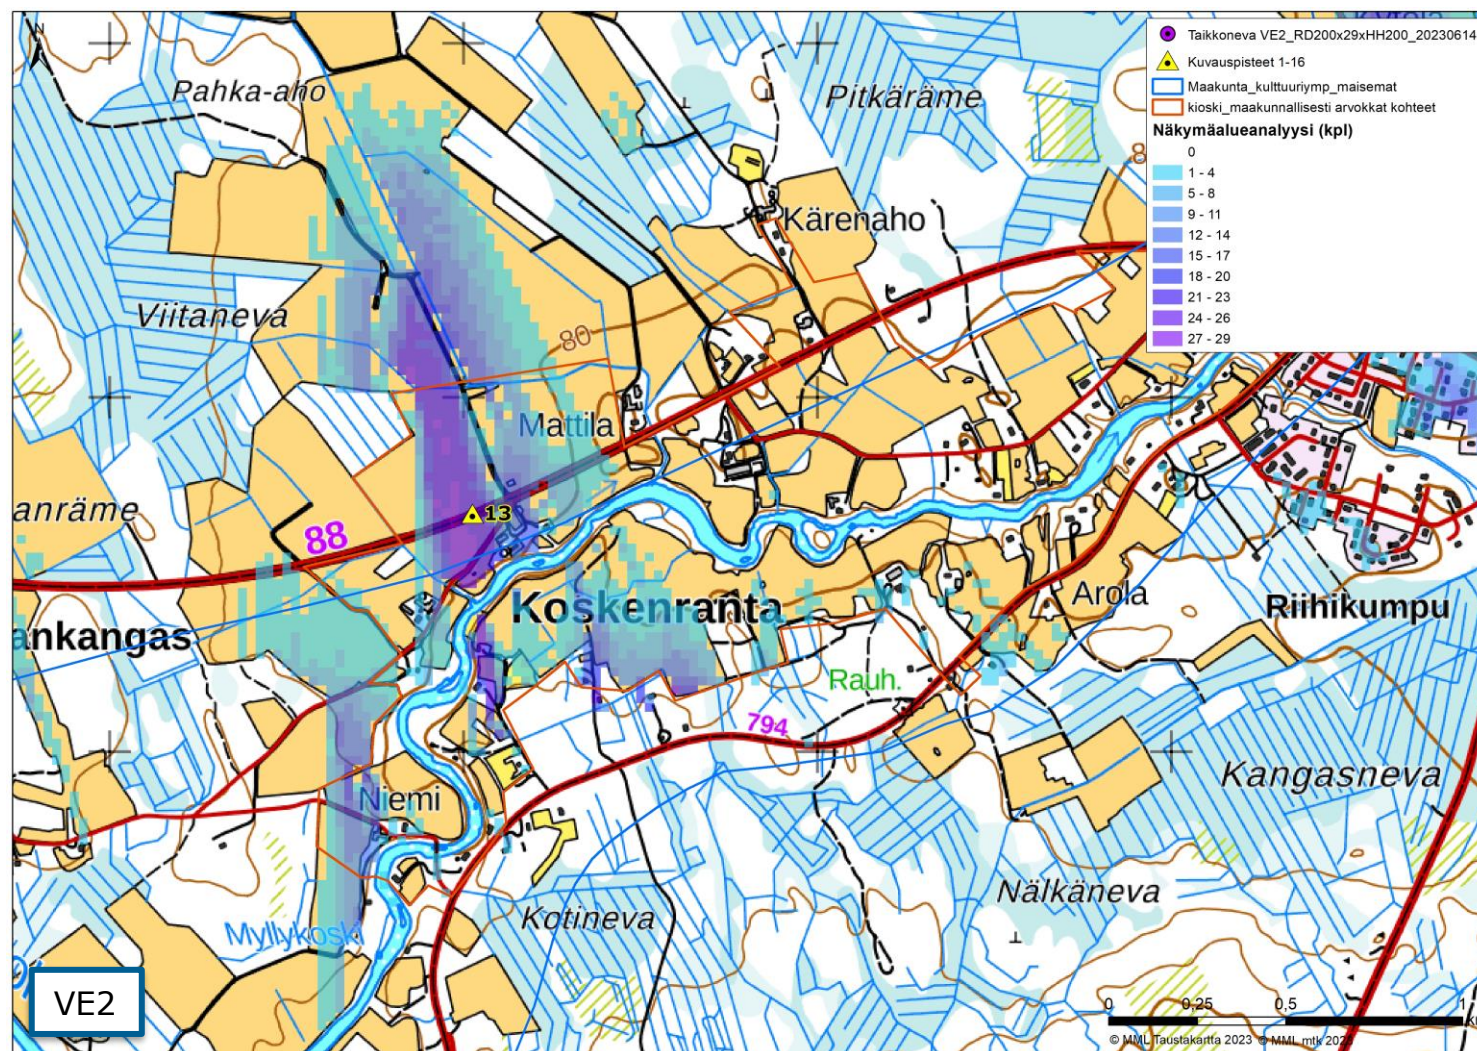 N
Pahka-aho
Pitkäräme
Taikkoneva VE2_RD200x29xHH200_20230614
Kuvauspisteet 1-16
Maakunta_kulttuuriymp_maisemat
kioski_maakunnallisesti arvokkat kohteet
Näkymäalueanalyysi (kpl)
0
1 - 4
5 - 8
9 - 11
12 - 14
15 - 17
18 - 20
21 - 23
24 - 26
27 - 29
Kärenaho
Viitaneva
80
Mattila
anräme
88
13
Koskenranta
Arola
Riihikumpu
ankangas
Rauh.
794
Kangasneva
Niemi
Nälkäneva
Kotineva
Myllykoski
VE2
0 0,25 0,5 1
© MML Taustakartta 2023 © MML mtk 2023